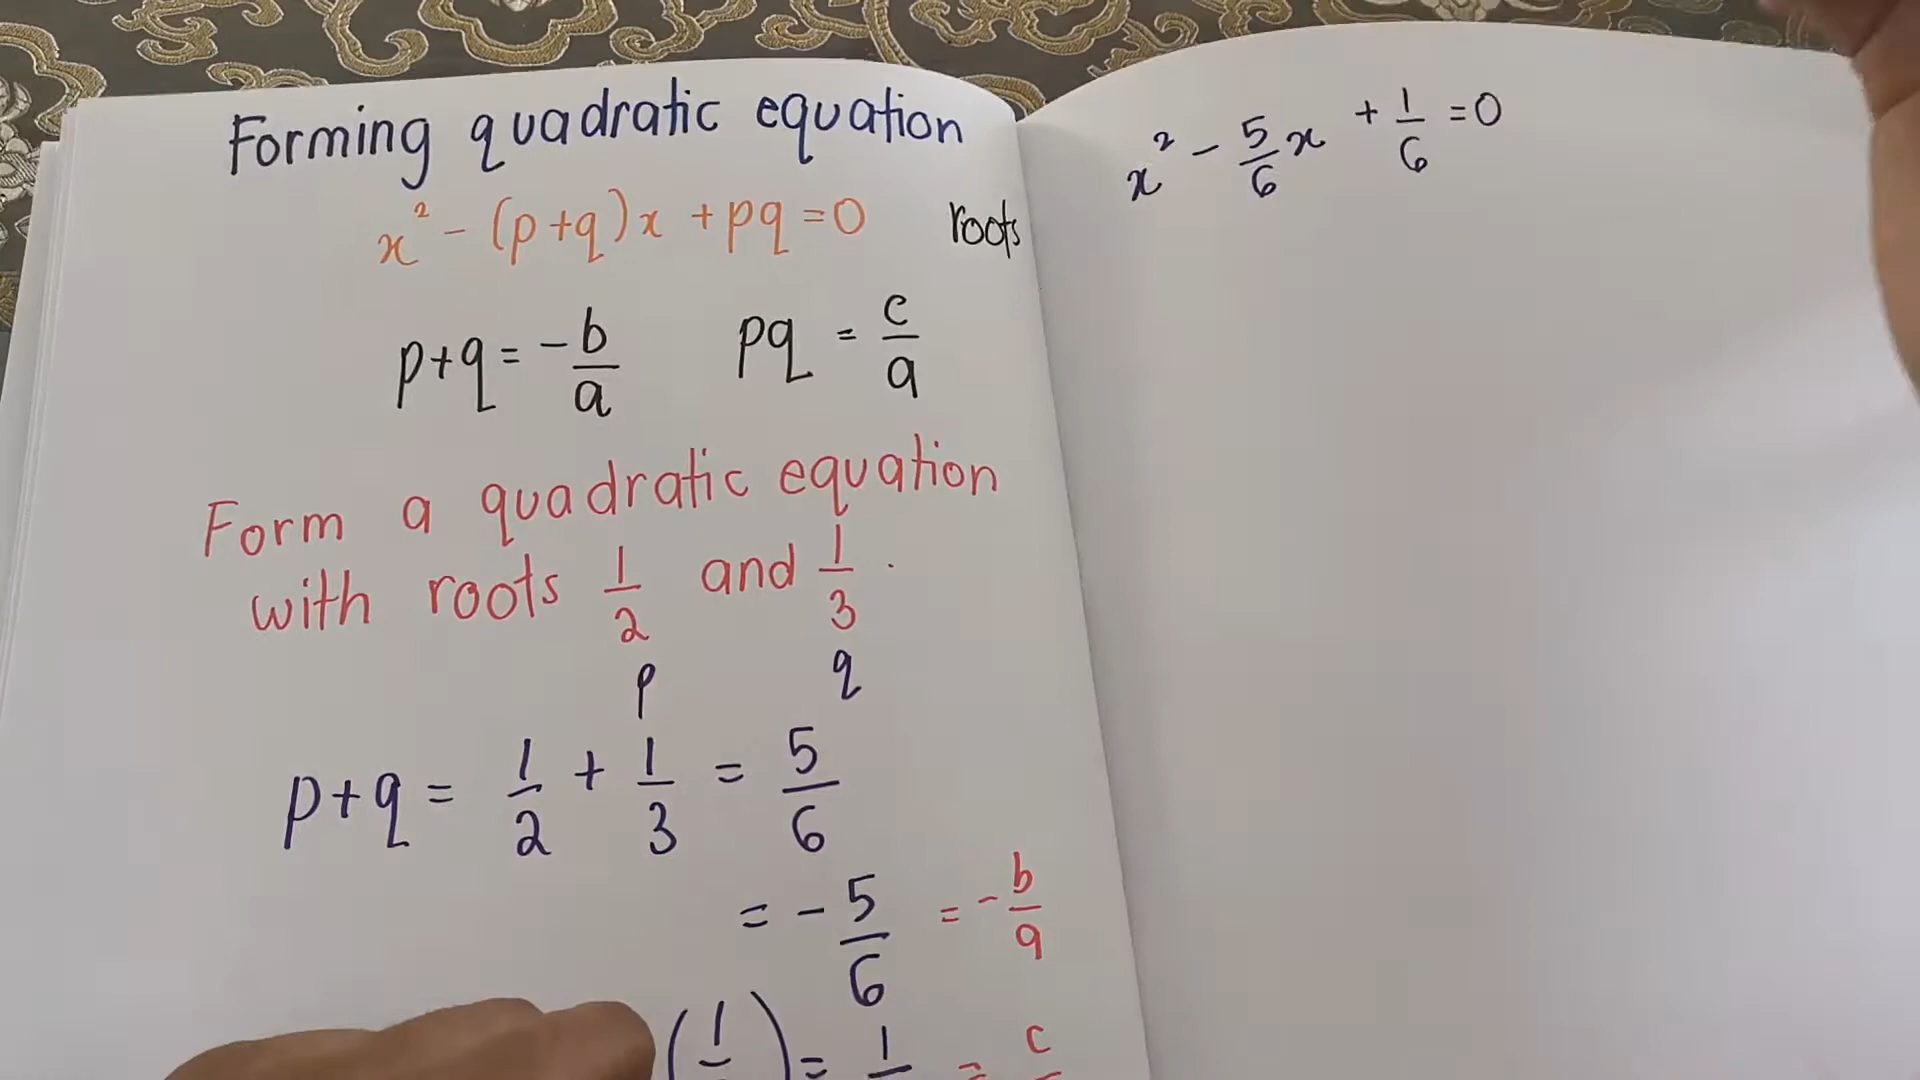 Forming quadratic equation
x² - (p+q)x + pq = 0 roots
p+q = -b/a pq = c/a
Form a quadratic equation
with roots 1/2 and 1/3 .
p q
p+q = 1/2 + 1/3 = 5/6
= - 5/6 = - b/a
x² - 5/6 x + 1/6 = 0